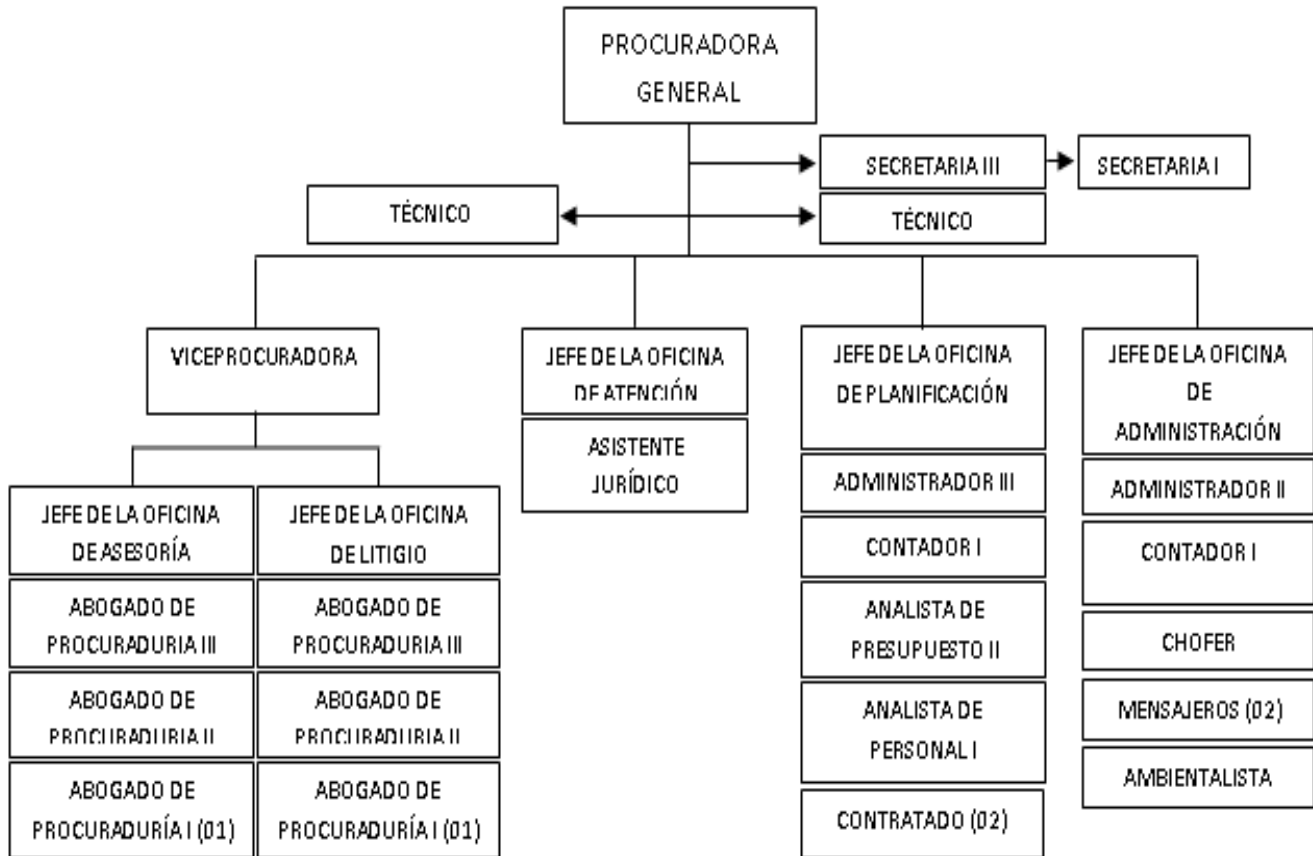 PROCURADORA
GENERAL
SECRETARIA III
SECRETARIA I
TÉCNICO
TÉCNICO
VICEPROCURADORA
JEFE DE LA OFICINA
DE ASESORÍA
ABOGADO DE
PROCURADURIA III
ABOGADO DE
PROCURADURIA II
ABOGADO DE
PROCURADURÍA I (01)
JEFE DE LA OFICINA
DE LITIGIO
ABOGADO DE
PROCURADURIA III
ABOGADO DE
PROCURADURIA II
ABOGADO DE
PROCURADURÍA I (01)
JEFE DE LA OFICINA
DE ATENCIÓN
ASISTENTE
JURÍDICO
JEFE DE LA OFICINA
DE PLANIFICACIÓN
ADMINISTRADOR III
CONTADOR I
ANALISTA DE
PRESUPUESTO II
ANALISTA DE
PERSONAL I
CONTRATADO (02)
JEFE DE LA OFICINA
DE
ADMINISTRACIÓN
ADMINISTRADOR II
CONTADOR I
CHOFER
MENSAJEROS (02)
AMBIENTALISTA